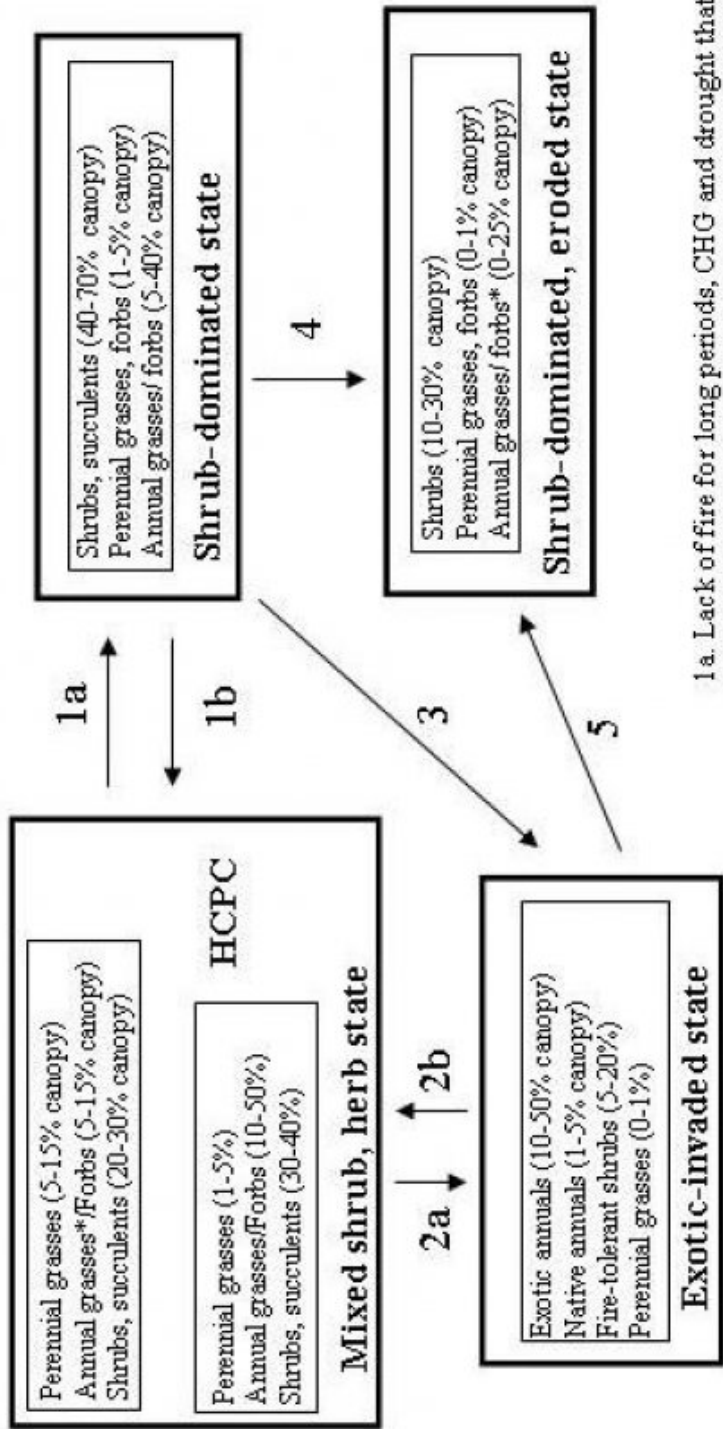 Perennial grasses (5-15% canopy)
Annual grasses*/Forbs (5-15% canopy)
Shrubs, succulents (20-30% canopy)
HCPC
Perennial grasses (1-5%)
Annual grasses/Forbs (10-50%)
Shrubs, succulents (30-40%)
Mixed shrub, herb state
1a
1b
Shrubs, succulents (40-70% canopy)
Perennial grasses, forbs (1-5% canopy)
Annual grasses/ forbs (5-40% canopy)
Shrub-dominated state
2a
2b
3
4
Exotic annuals (10-50% canopy)
Native annuals (1-5% canopy)
Fire-tolerant shrubs (5-20%)
Perennial grasses (0-1%)
Exotic-invaded state
5
Shrubs (10-30% canopy)
Perennial grasses, forbs (0-1% canopy)
Annual grasses/ forbs* (0-25% canopy)
Shrub-dominated, eroded state
1a. Lack of fire for long periods, CHG and drought that